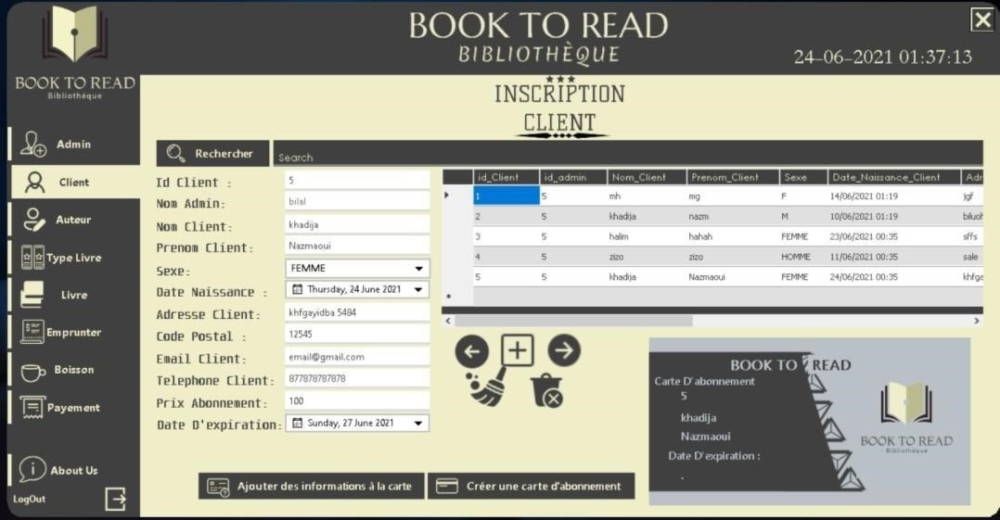 BOOK TO READ
BIBLIOTHÈQUE
24-06-2021 01:37:13
BOOK TO READ
Bibliothéque
INSCRIPTION
CLIENT
Admin
Client
Auteur
Type Livre
Livre
Emprunter
Boisson
Payement
About Us
LogOut
Rechercher
Search
Id Client : 5
Nom Admin: bilal
Nom Client: khadija
Prenom Client: Nazmaoui
Sexe: FEMME
Date Naissance : Thursday, 24 June 2021
Adresse Client: khfgayidba 5484
Code Postal : 12545
Email Client: email@gmail.com
Telephone Client: 877878787878
Prix Abonnement: 100
Date D'expiration: Sunday, 27 June 2021
id_Client id_admin Nom_Client Prenom_Client Sexe Date_Naissance_Client Adr
1 5 mh mg F 14/06/2021 01:19 jgf
2 5 khadija nazm M 10/06/2021 01:19 biluoh
3 5 halim hahah FEMME 23/06/2021 00:35 sffs
4 5 zizo zizo HOMME 11/06/2021 00:35 sale
5 5 khadija Nazmaoui FEMME 24/06/2021 00:35 khfga
Ajouter des informations à la carte
Créer une carte d'abonnement
BOOK TO READ
Carte D'abonnement
5
khadija
Nazmaoui
Date D'expiration :
.
BOOK TO READ
Bibliothéque